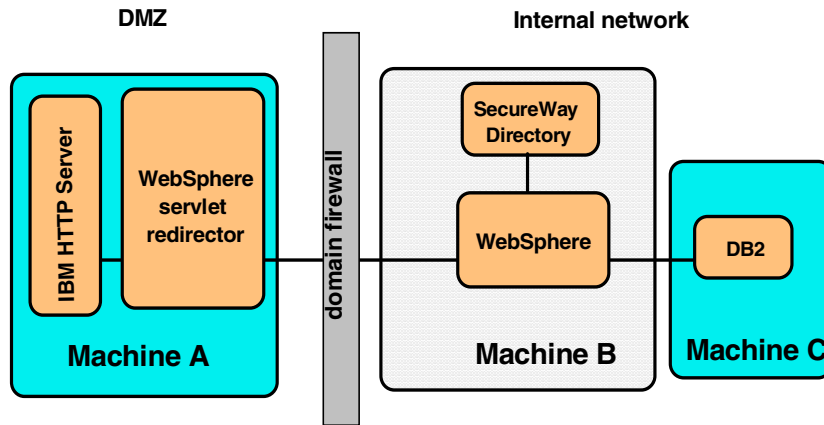 DMZ
Internal network
IBM HTTP Server
WebSphere
servlet
redirector
Machine A
domain firewall
SecureWay
Directory
WebSphere
Machine B
DB2
Machine C